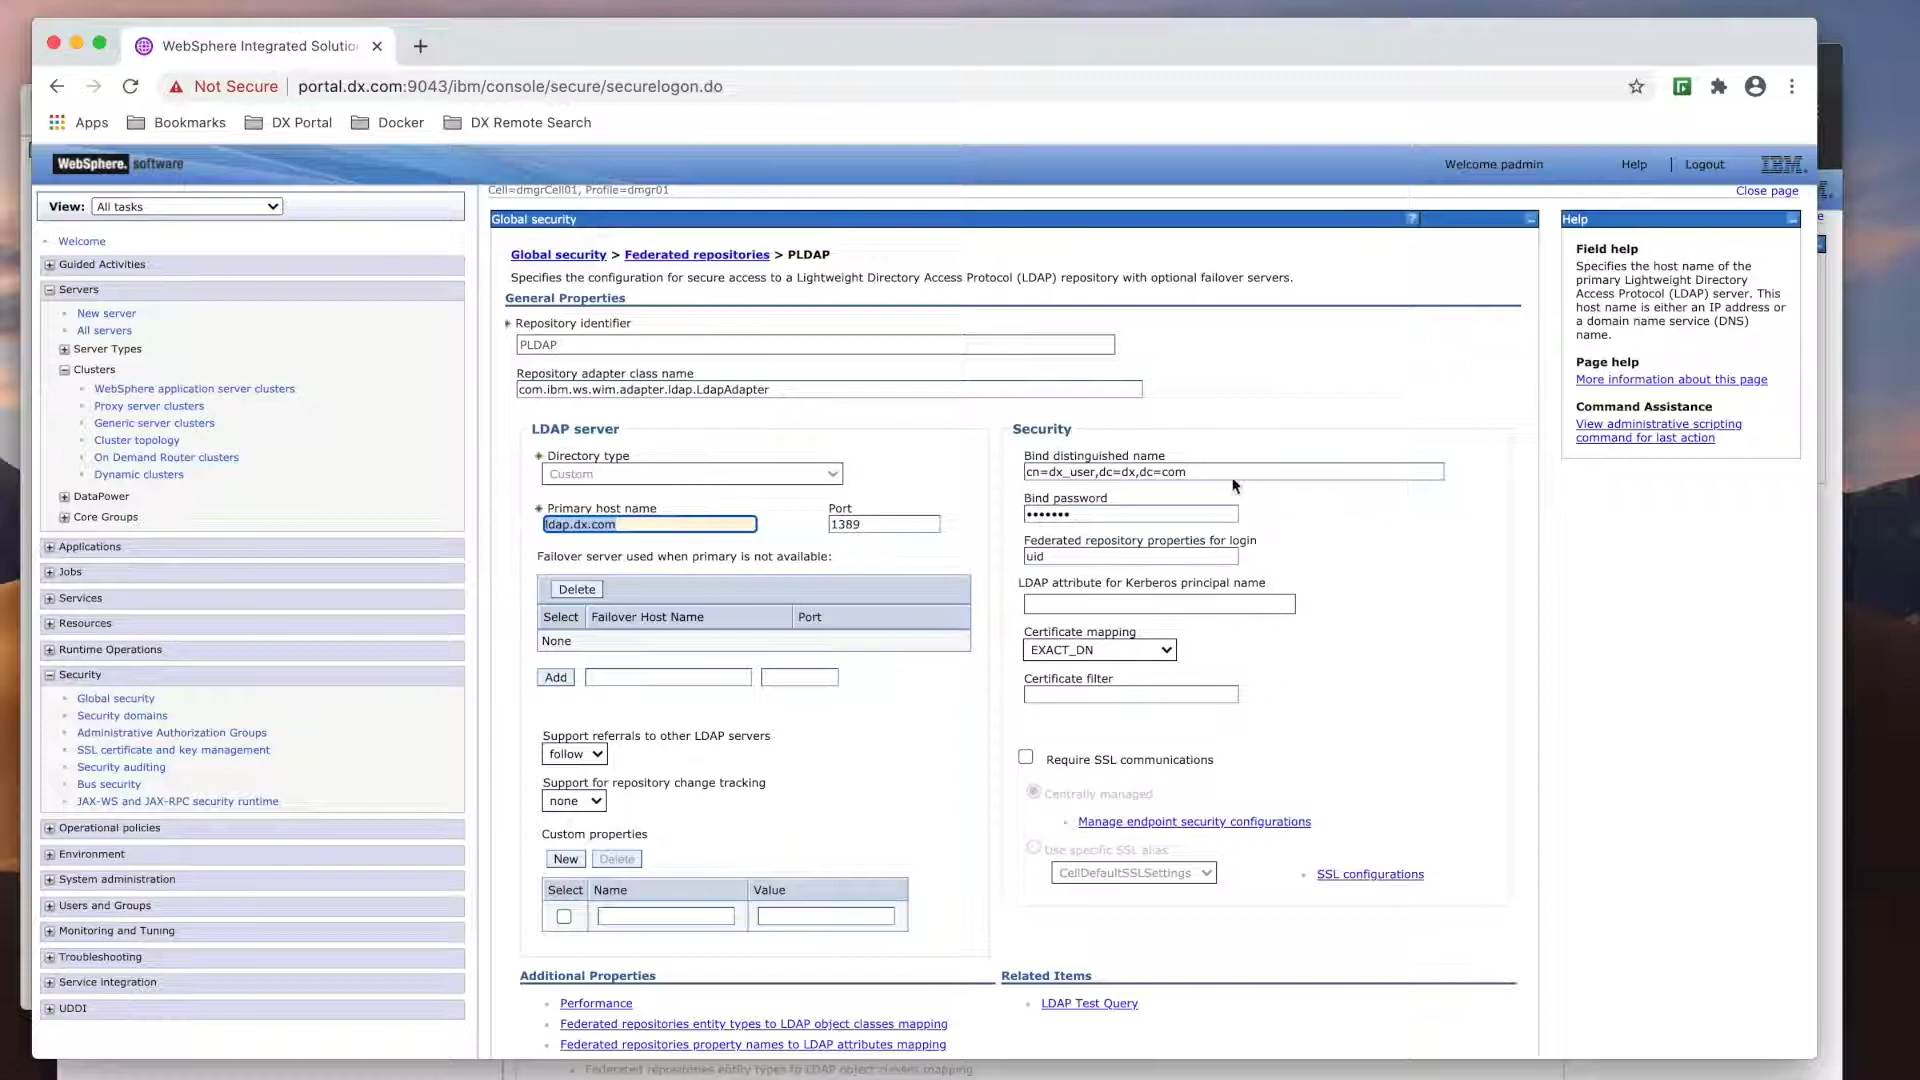 WebSphere Integrated Solutio
Not Secure
portal.dx.com:9043/ibm/console/secure/securelogon.do
Apps
Bookmarks
DX Portal
Docker
DX Remote Search
WebSphere. software
Welcome padmin
Help
Logout
IBM.
View:
All tasks
Cell=dmgrCell01, Profile=dmgr01
Close page
Welcome
Guided Activities
Servers
New server
All servers
Server Types
Clusters
WebSphere application server clusters
Proxy server clusters
Generic server clusters
Cluster topology
On Demand Router clusters
Dynamic clusters
DataPower
Core Groups
Applications
Jobs
Services
Resources
Runtime Operations
Security
Global security
Security domains
Administrative Authorization Groups
SSL certificate and key management
Security auditing
Bus security
JAX-WS and JAX-RPC security runtime
Operational policies
Environment
System administration
Users and Groups
Monitoring and Tuning
Troubleshooting
Service integration
UDDI
Global security
?
Global security > Federated repositories > PLDAP
Specifies the configuration for secure access to a Lightweight Directory Access Protocol (LDAP) repository with optional failover servers.
General Properties
Repository identifier
PLDAP
Repository adapter class name
com.ibm.ws.wim.adapter.ldap.LdapAdapter
LDAP server
Directory type
Custom
Primary host name
Port
ldap.dx.com
1389
Failover server used when primary is not available:
Delete
Select
Failover Host Name
Port
None
Add
Support referrals to other LDAP servers
follow
Support for repository change tracking
none
Custom properties
New
Delete
Select
Name
Value
Security
Bind distinguished name
cn=dx_user,dc=dx,dc=com
Bind password
•••••••
Federated repository properties for login
uid
LDAP attribute for Kerberos principal name
Certificate mapping
EXACT_DN
Certificate filter
Require SSL communications
Centrally managed
Manage endpoint security configurations
Use specific SSL alias
CellDefaultSSLSettings
SSL configurations
Additional Properties
Performance
Federated repositories entity types to LDAP object classes mapping
Federated repositories property names to LDAP attributes mapping
Related Items
LDAP Test Query
Help
Field help
Specifies the host name of the
primary Lightweight Directory
Access Protocol (LDAP) server. This
host name is either an IP address or
a domain name service (DNS)
name.
Page help
More information about this page
Command Assistance
View administrative scripting
command for last action
Federated repositories entity types to LDAP object classes mapping